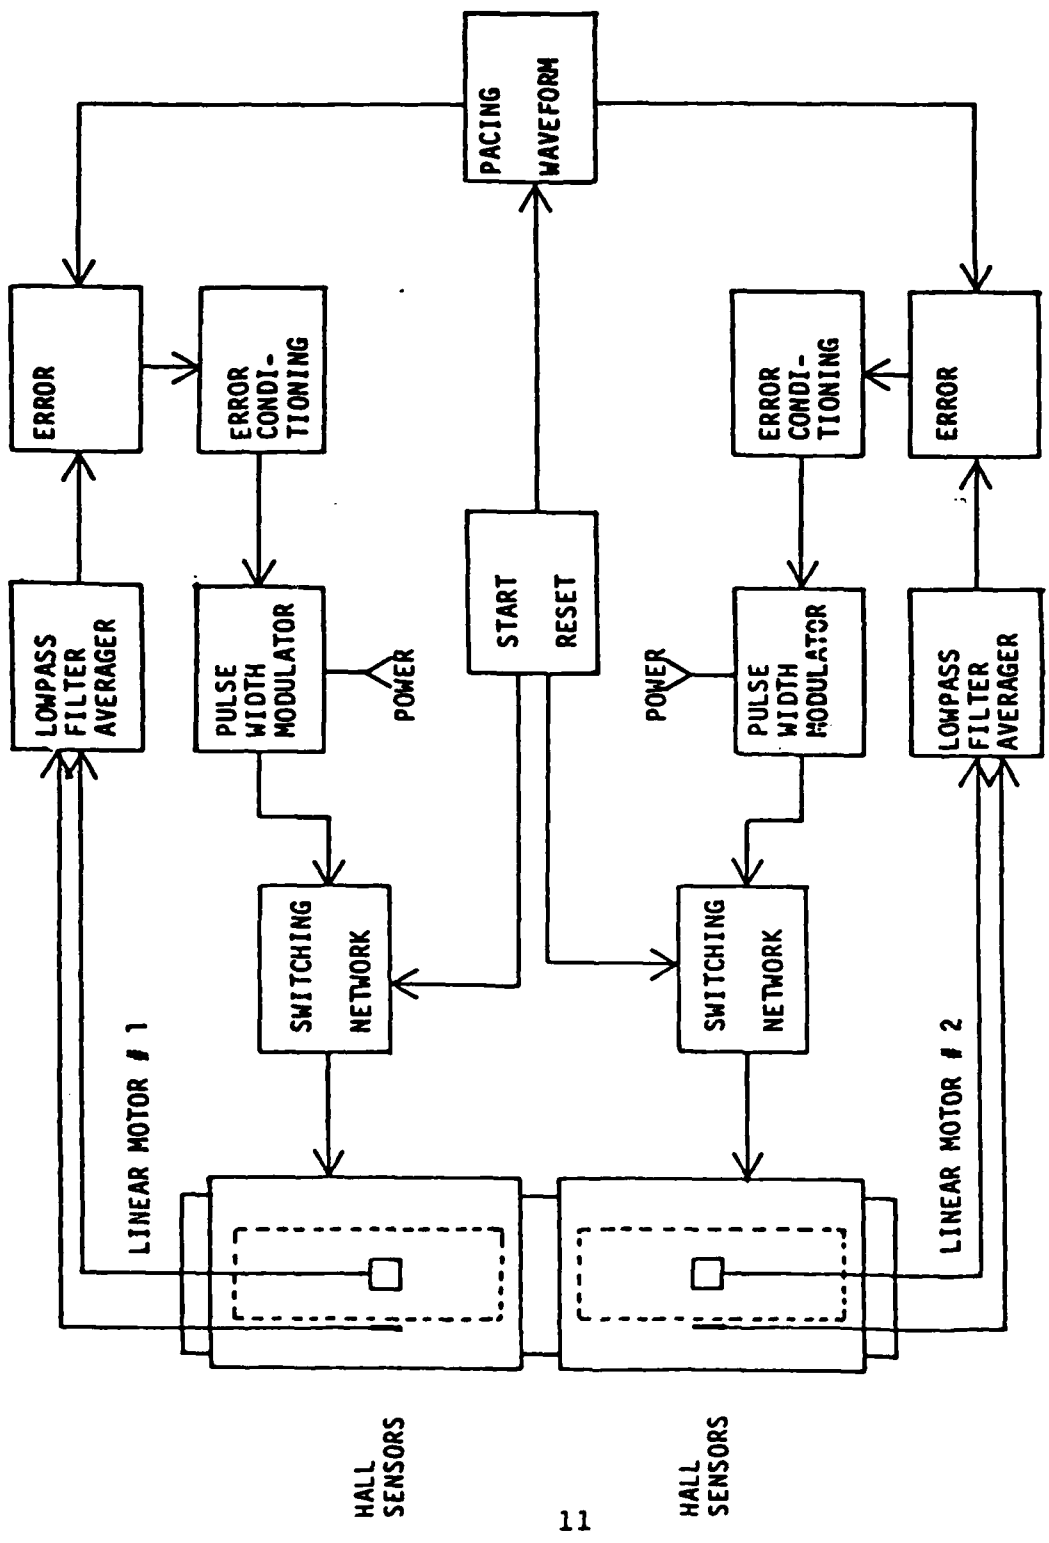 PACING
WAVEFORM
ERROR
ERROR
CONDI-
TIONING
ERROR
CONDI-
TIONING
ERROR
LOWPASS
FILTER
AVERAGER
PULSE
WIDTH
MODULATOR
POWER
START
RESET
POWER
PULSE
WIDTH
MODULATOR
LOWPASS
FILTER
AVERAGER
SWITCHING
NETWORK
SWITCHING
NETWORK
LINEAR MOTOR # 1
LINEAR MOTOR # 2
HALL
SENSORS
HALL
SENSORS
11